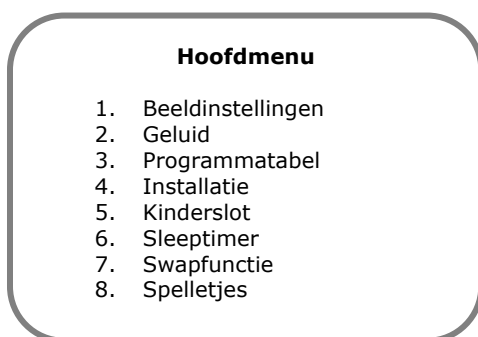 Hoofdmenu
1. Beeldinstellingen
2. Geluid
3. Programmatabel
4. Installatie
5. Kinderslot
6. Sleeptimer
7. Swapfunctie
8. Spelletjes